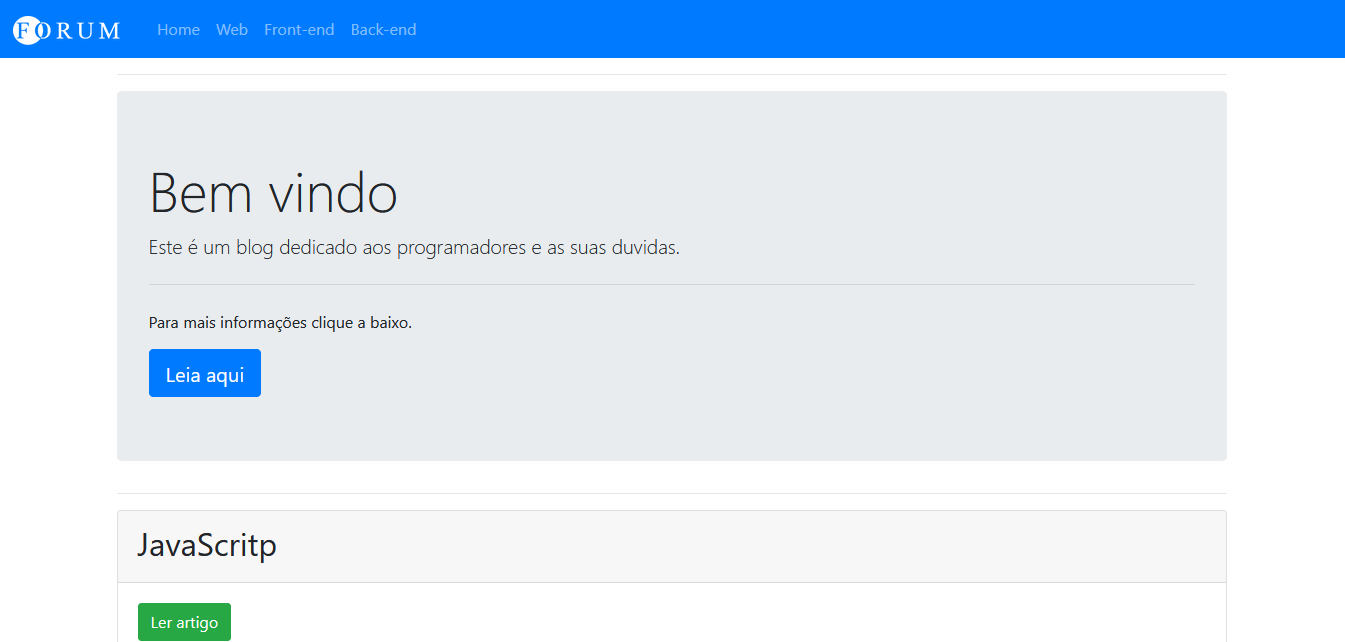 FORUM Home Web Front-end Back-end
Bem vindo
Este é um blog dedicado aos programadores e as suas duvidas.
Para mais informações clique a baixo.
Leia aqui
JavaScritp
Ler artigo